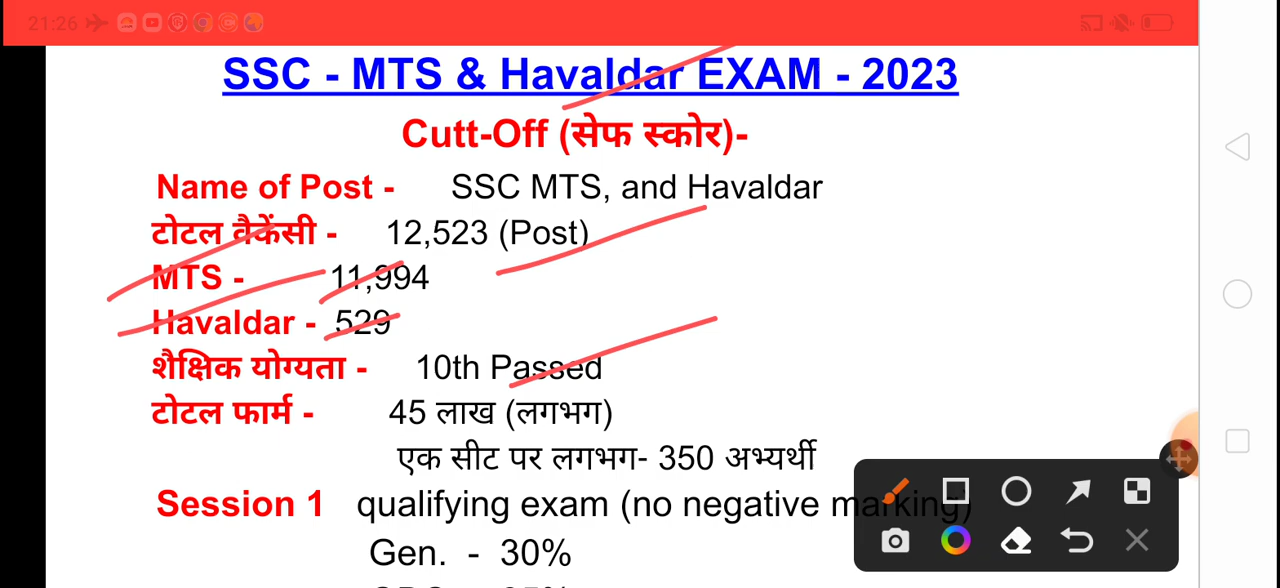 21:26
SSC - MTS & Havaldar EXAM - 2023
Cutt-Off (सेफ स्कोर)-
Name of Post - SSC MTS, and Havaldar
टोटल वैकेंसी - 12,523 (Post)
MTS - 11,994
Havaldar - 529
शैक्षिक योग्यता - 10th Passed
टोटल फार्म - 45 लाख (लगभग)
एक सीट पर लगभग- 350 अभ्यर्थी
Session 1 qualifying exam (no negative marking)
Gen. - 30%